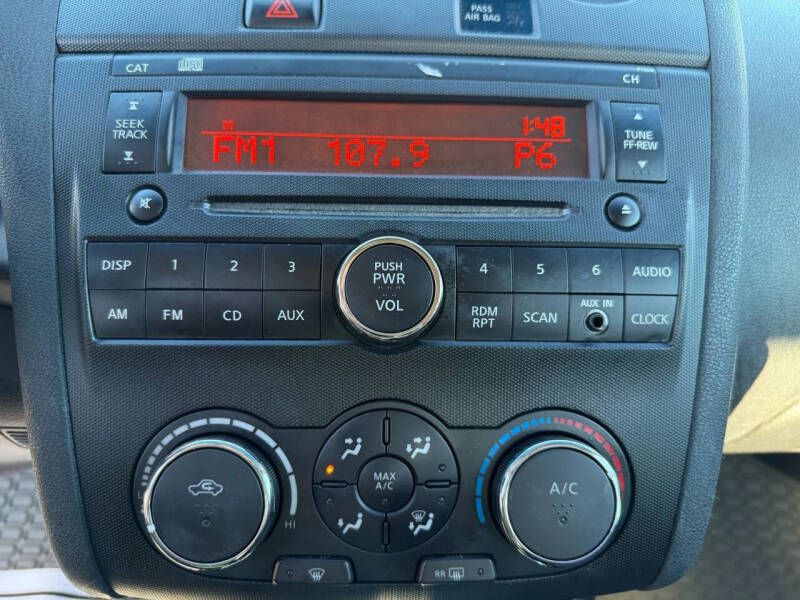 PASS
AIR BAG
CAT
CH
SEEK
TRACK
1:48
FM1 107.9 P6
TUNE
FF-REW
DISP 1 2 3
PUSH
PWR
VOL
4 5 6 AUDIO
AM FM CD AUX
RDM
RPT
SCAN
AUX IN
CLOCK
MAX
A/C
A/C
HI
RR